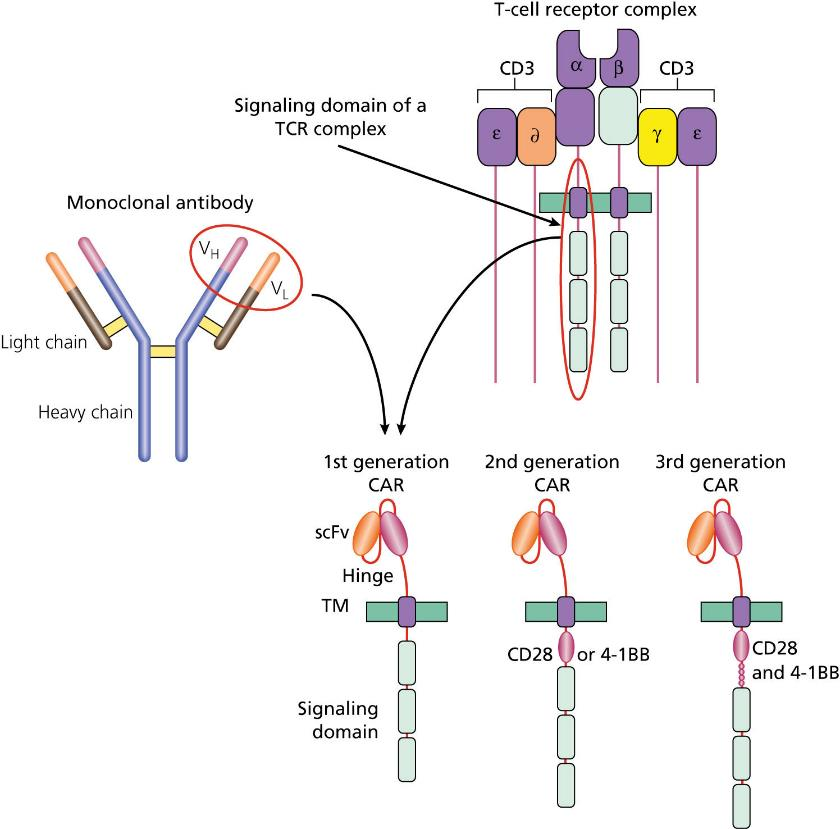 T-cell receptor complex
α
β
CD3
CD3
ε
∂
γ
ε
Signaling domain of a
TCR complex
Monoclonal antibody
VH
VL
Light chain
Heavy chain
1st generation
CAR
2nd generation
CAR
3rd generation
CAR
scFv
Hinge
TM
CD28 or 4-1BB
CD28
and 4-1BB
Signaling
domain